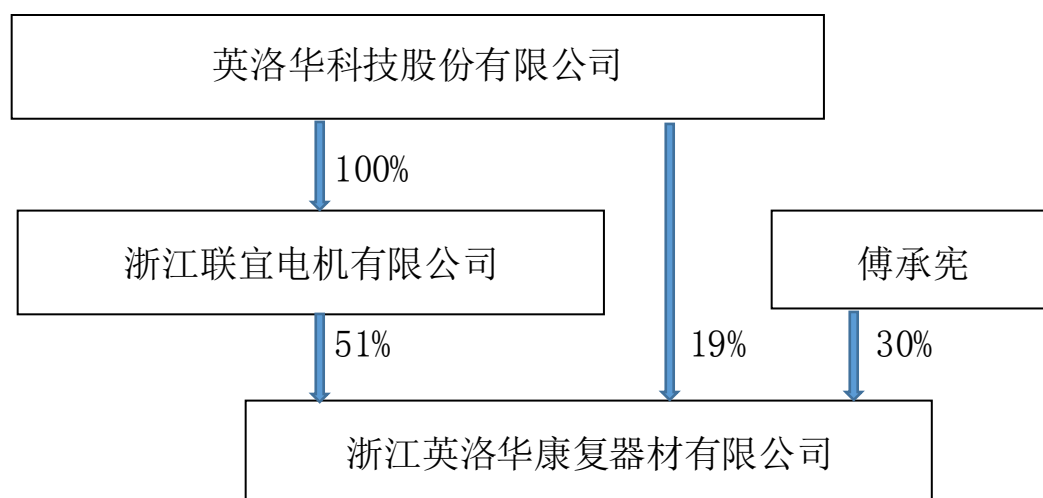 英洛华科技股份有限公司
100%
浙江联宜电机有限公司
傅承宪
51%
19%
30%
浙江英洛华康复器材有限公司